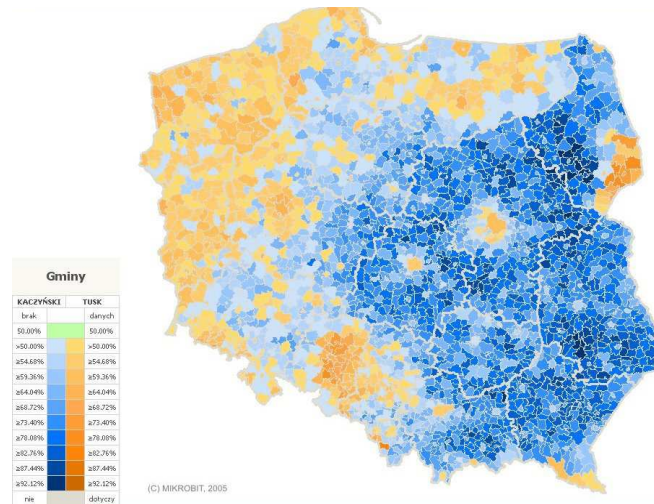 Gminy
KACZYŃSKI TUSK
brak danych
50.00% 50.00%
>50.00% >50.00%
≥54.68% ≥54.68%
≥59.36% ≥59.36%
≥64.04% ≥64.04%
≥68.72% ≥68.72%
≥73.40% ≥73.40%
≥78.08% ≥78.08%
≥82.76% ≥82.76%
≥87.44% ≥87.44%
≥92.12% ≥92.12%
nie dotyczy
(C) MIKROBIT, 2005